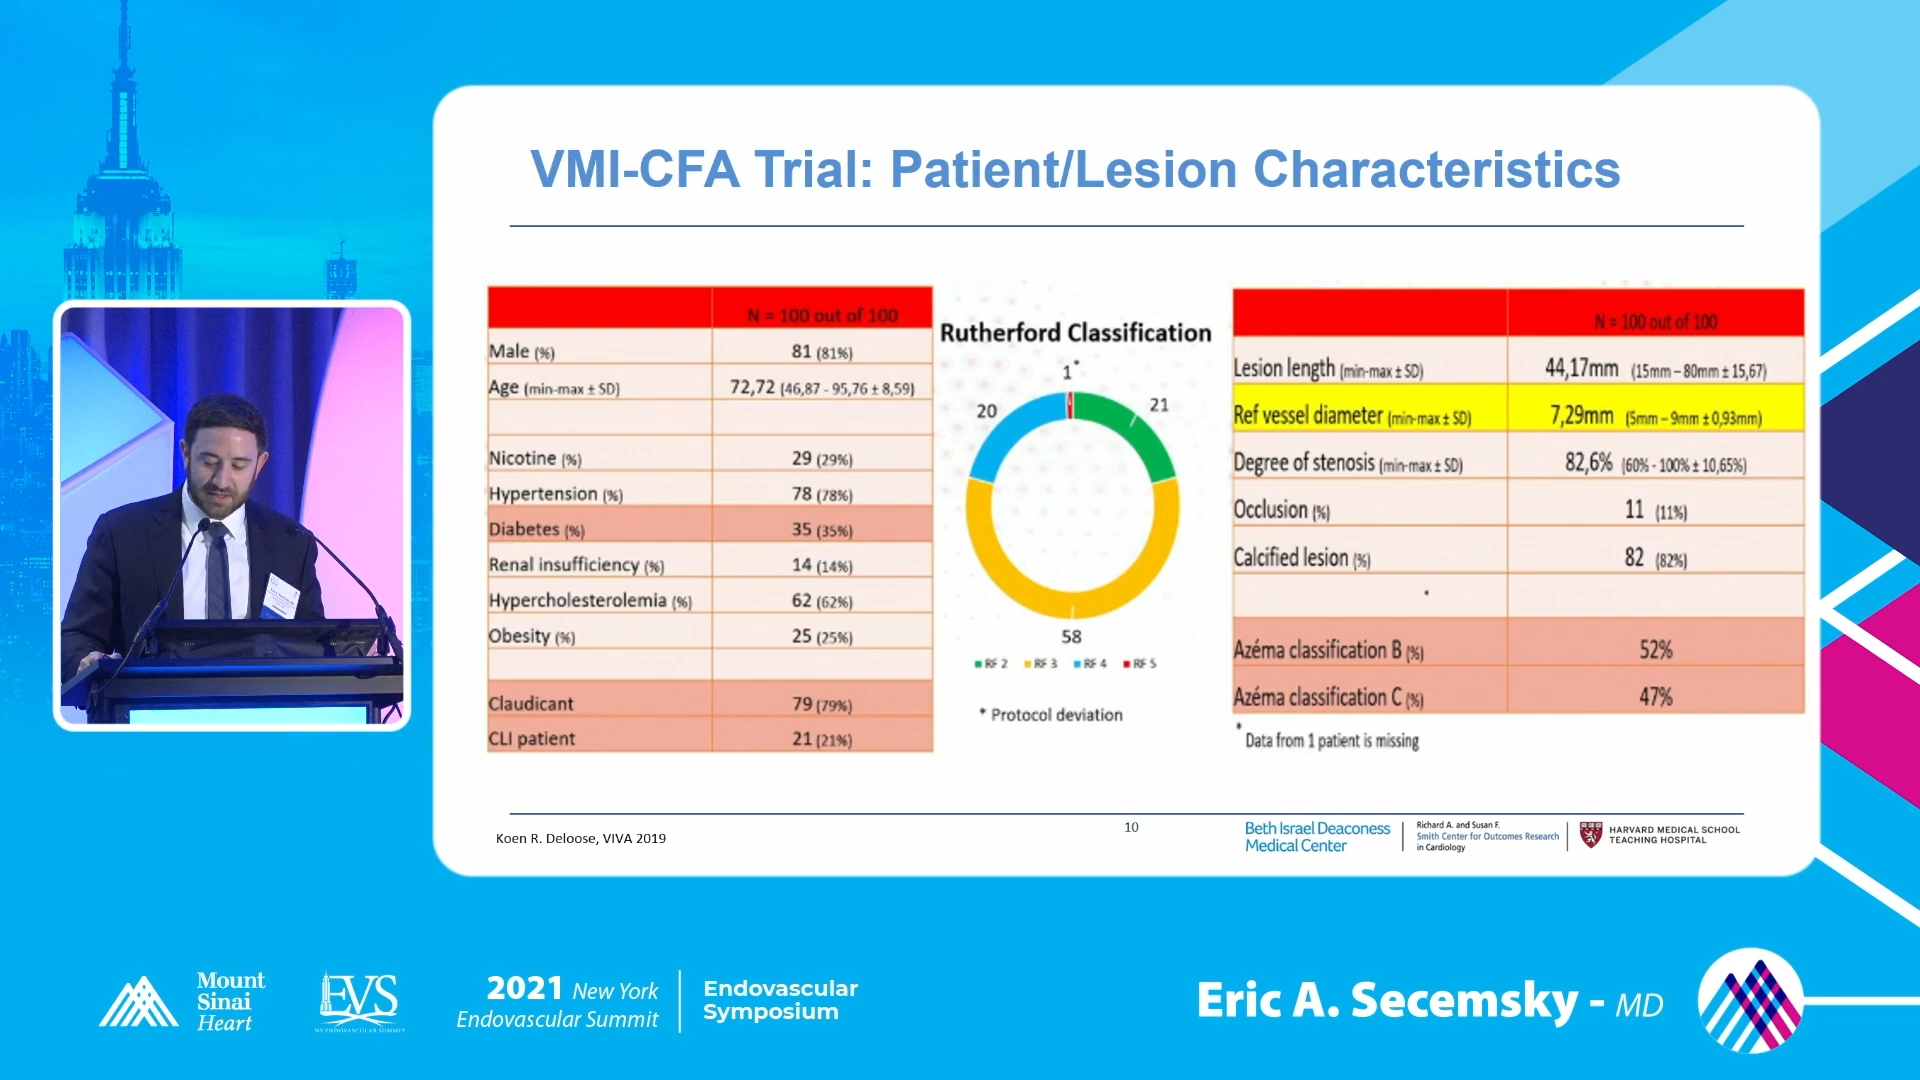 VMI-CFA Trial: Patient/Lesion Characteristics
N = 100 out of 100
Male (%) 81 (81%)
Age (min-max ± SD) 72,72 (46,87 - 95,76 ± 8,59)
Nicotine (%) 29 (29%)
Hypertension (%) 78 (78%)
Diabetes (%) 35 (35%)
Renal insufficiency (%) 14 (14%)
Hypercholesterolemia (%) 62 (62%)
Obesity (%) 25 (25%)
Claudicant 79 (79%)
CLI patient 21 (21%)
Rutherford Classification
1*
20
21
58
RF 2 RF 3 RF 4 RF 5
* Protocol deviation
N = 100 out of 100
Lesion length (min-max ± SD) 44,17mm (15mm – 80mm ± 15,67)
Ref vessel diameter (min-max ± SD) 7,29mm (5mm – 9mm ± 0,93mm)
Degree of stenosis (min-max ± SD) 82,6% (60% - 100% ± 10,65%)
Occlusion (%) 11 (11%)
Calcified lesion (%) 82 (82%)
Azéma classification B (%) 52%
Azéma classification C (%) 47%
* Data from 1 patient is missing
Koen R. Deloose, VIVA 2019
10
Beth Israel Deaconess
Medical Center
Richard A. and Susan F.
Smith Center for Outcomes Research
in Cardiology
HARVARD MEDICAL SCHOOL
TEACHING HOSPITAL
Mount
Sinai
Heart
EVS
NY ENDOVASCULAR SUMMIT
2021 New York
Endovascular Summit
Endovascular
Symposium
Eric A. Secemsky - MD